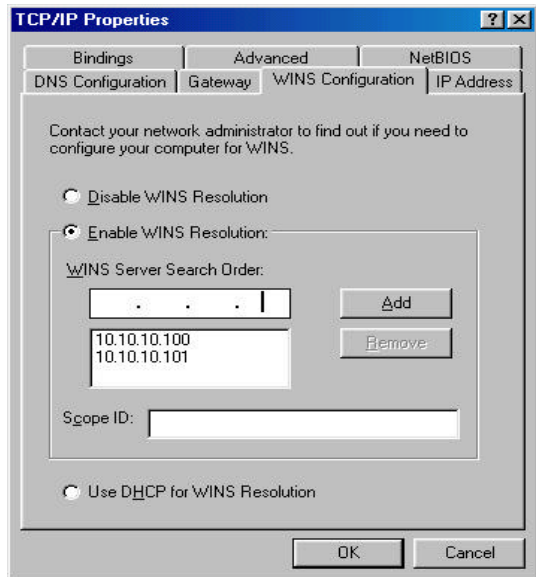 TCP/IP Properties
Bindings Advanced NetBIOS
DNS Configuration Gateway WINS Configuration IP Address
Contact your network administrator to find out if you need to
configure your computer for WINS.
Disable WINS Resolution
Enable WINS Resolution:
WINS Server Search Order:
. . .
Add
10.10.10.100
10.10.10.101
Remove
Scope ID:
Use DHCP for WINS Resolution
OK Cancel